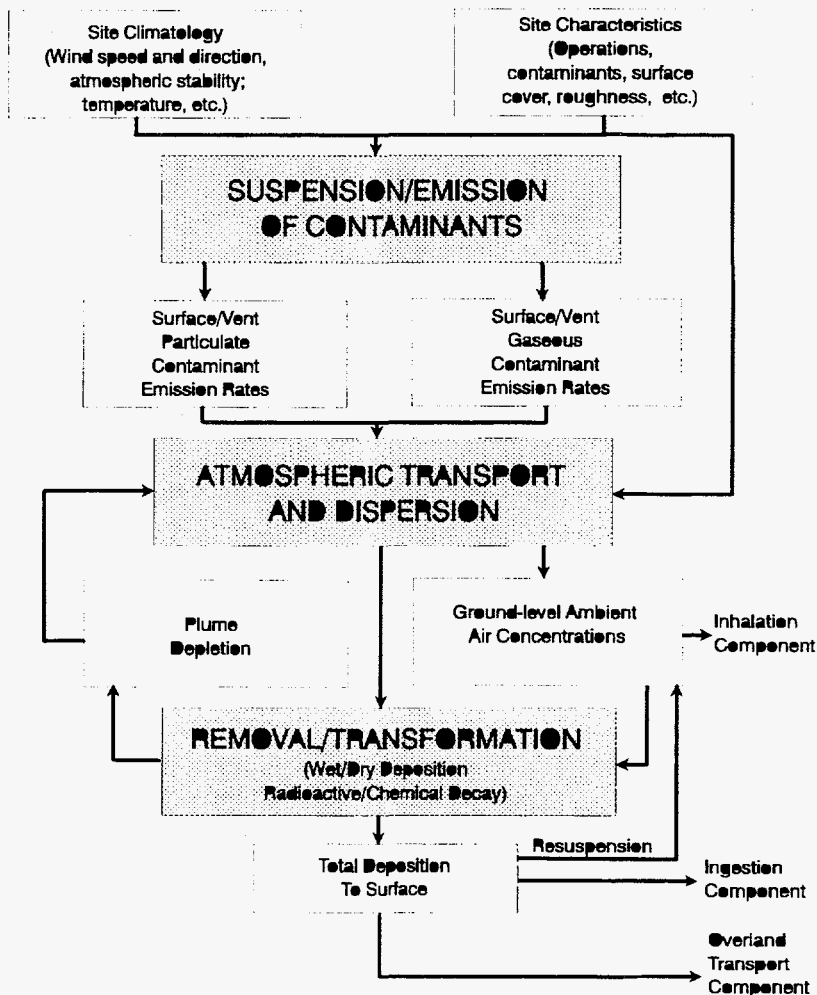 Site Climatology
(Wind speed and direction,
atmospheric stability;
temperature, etc.)
Site Characteristics
(Operations,
contaminants, surface
cover, roughness, etc.)
SUSPENSION/EMISSION
OF CONTAMINANTS
Surface/Vent
Particulate
Contaminant
Emission Rates
Surface/Vent
Gaseous
Contaminant
Emission Rates
ATMOSPHERIC TRANSPORT
AND DISPERSION
Plume
Depletion
Ground-level Ambient
Air Concentrations
Inhalation
Component
REMOVAL/TRANSFORMATION
(Wet/Dry Deposition
Radioactive/Chemical Decay)
Total Deposition
To Surface
Resuspension
Ingestion
Component
Overland
Transport
Component